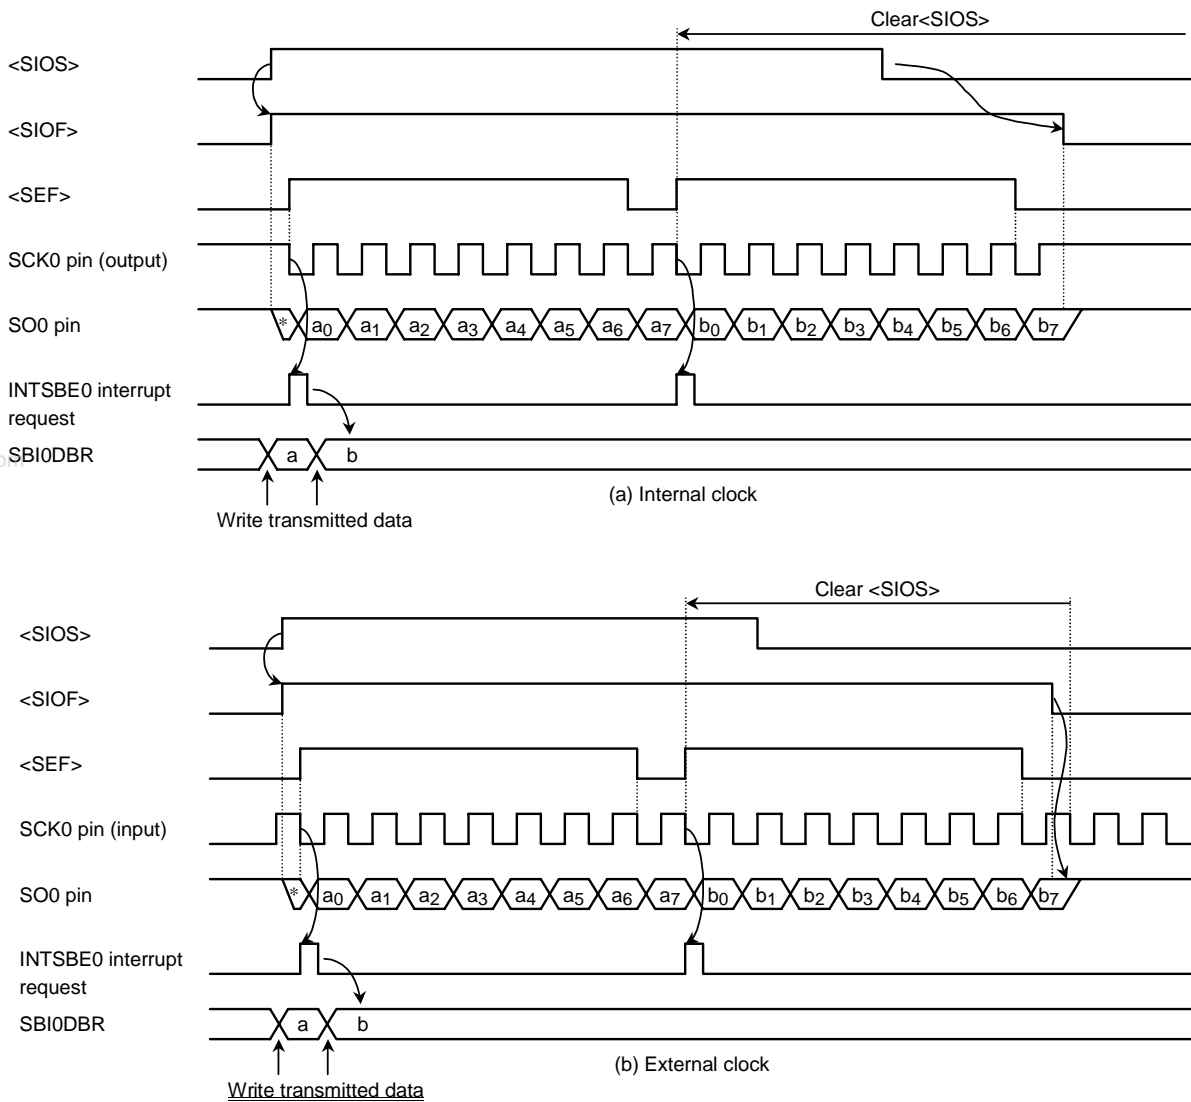 Clear<SIOS>
<SIOS>
<SIOF>
<SEF>
SCK0 pin (output)
SO0 pin
* a0 a1 a2 a3 a4 a5 a6 a7 b0 b1 b2 b3 b4 b5 b6 b7
INTSBE0 interrupt
request
SBI0DBR
a b
(a) Internal clock
Write transmitted data
Clear <SIOS>
<SIOS>
<SIOF>
<SEF>
SCK0 pin (input)
SO0 pin
* a0 a1 a2 a3 a4 a5 a6 a7 b0 b1 b2 b3 b4 b5 b6 b7
INTSBE0 interrupt
request
SBI0DBR
a b
(b) External clock
Write transmitted data